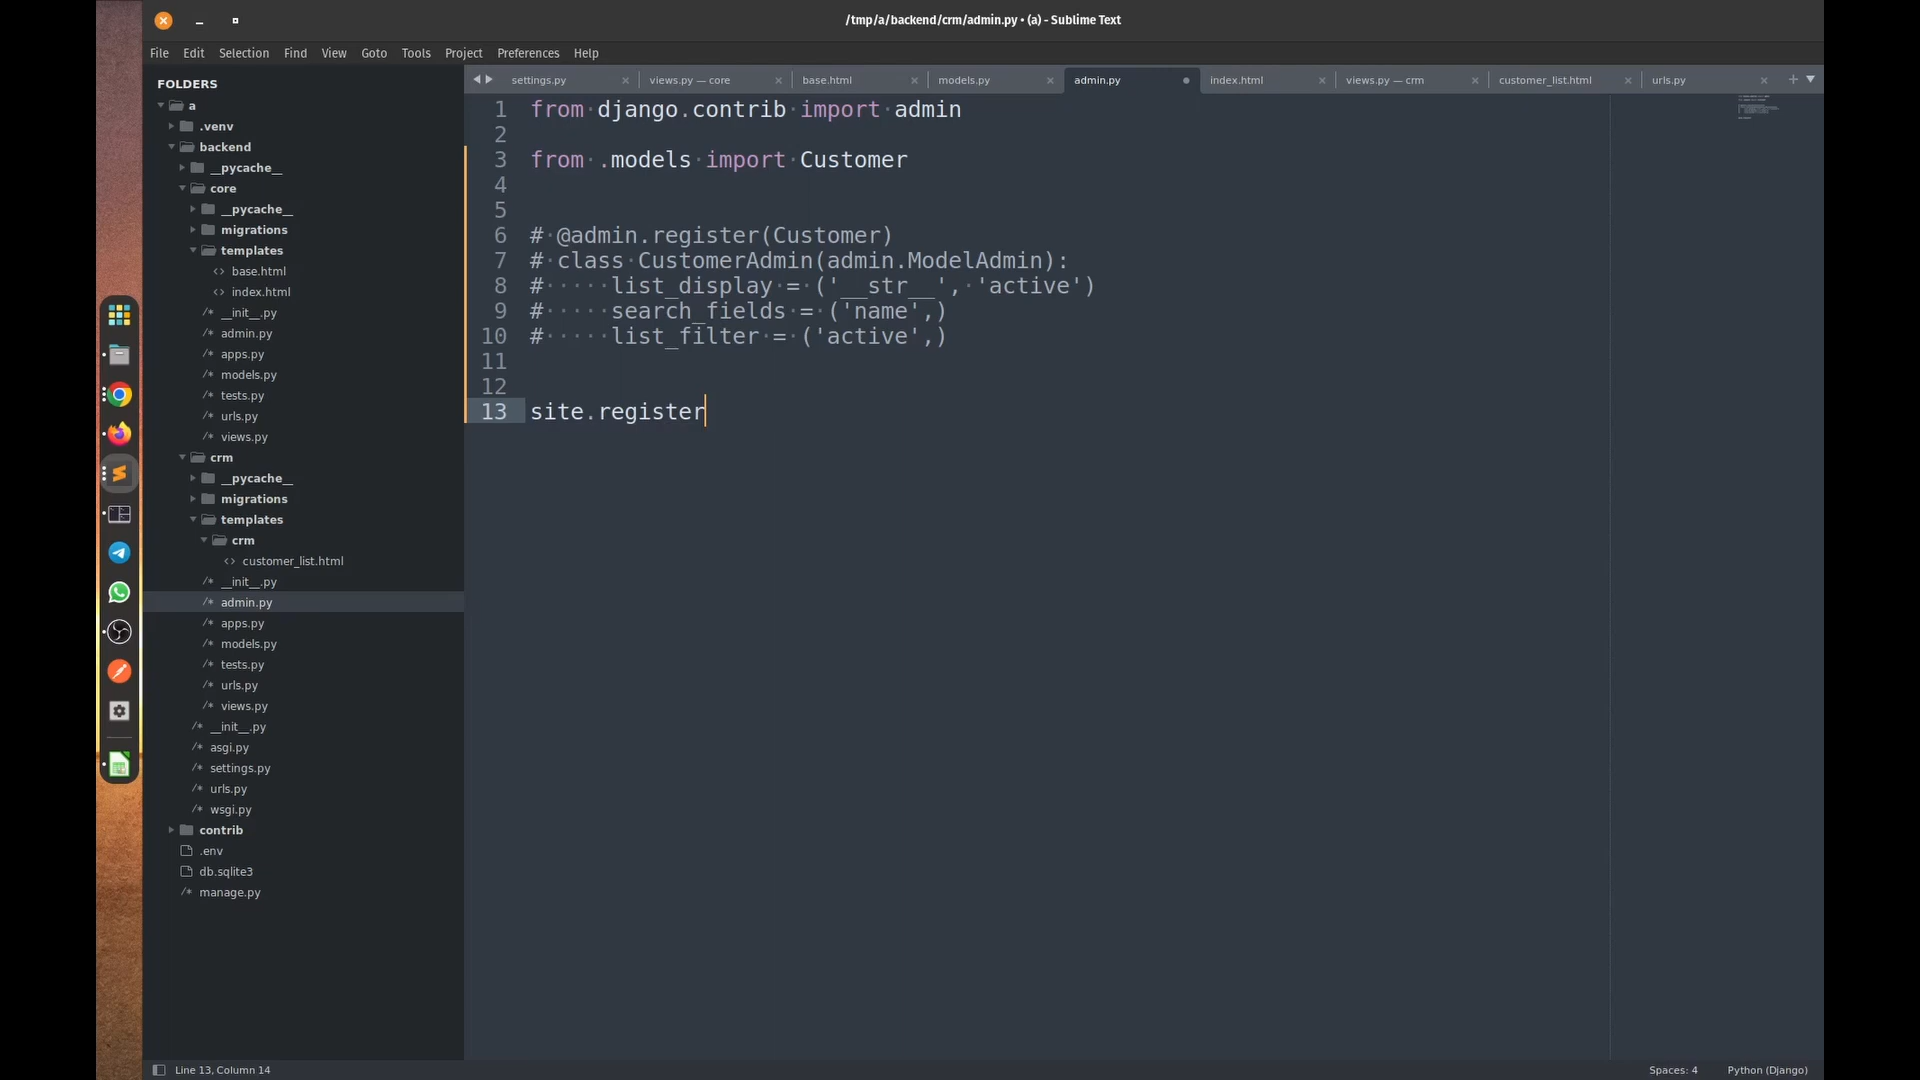 /tmp/a/backend/crm/admin.py • (a) - Sublime Text
File Edit Selection Find View Goto Tools Project Preferences Help
FOLDERS
a
.venv
backend
__pycache__
core
__pycache__
migrations
templates
base.html
index.html
__init__.py
admin.py
apps.py
models.py
tests.py
urls.py
views.py
crm
__pycache__
migrations
templates
crm
customer_list.html
__init__.py
admin.py
apps.py
models.py
tests.py
urls.py
views.py
__init__.py
asgi.py
settings.py
urls.py
wsgi.py
contrib
.env
db.sqlite3
manage.py
settings.py views.py — core base.html models.py admin.py index.html views.py — crm customer_list.html urls.py
1 from django.contrib import admin
2
3 from .models import Customer
4
5
6 # @admin.register(Customer)
7 # class CustomerAdmin(admin.ModelAdmin):
8 #     list_display = ('__str__', 'active')
9 #     search_fields = ('name',)
10 #     list_filter = ('active',)
11
12
13 site.register
Line 13, Column 14
Spaces: 4 Python (Django)